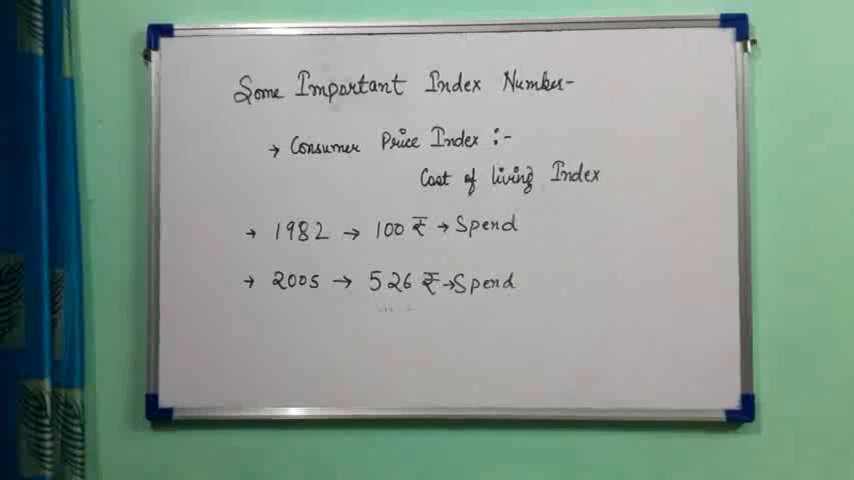 Some Important Index Number-
→ Consumer Price Index :-
Cost of living Index
→ 1982 → 100 ₹ → Spend
→ 2005 → 526 ₹ → Spend